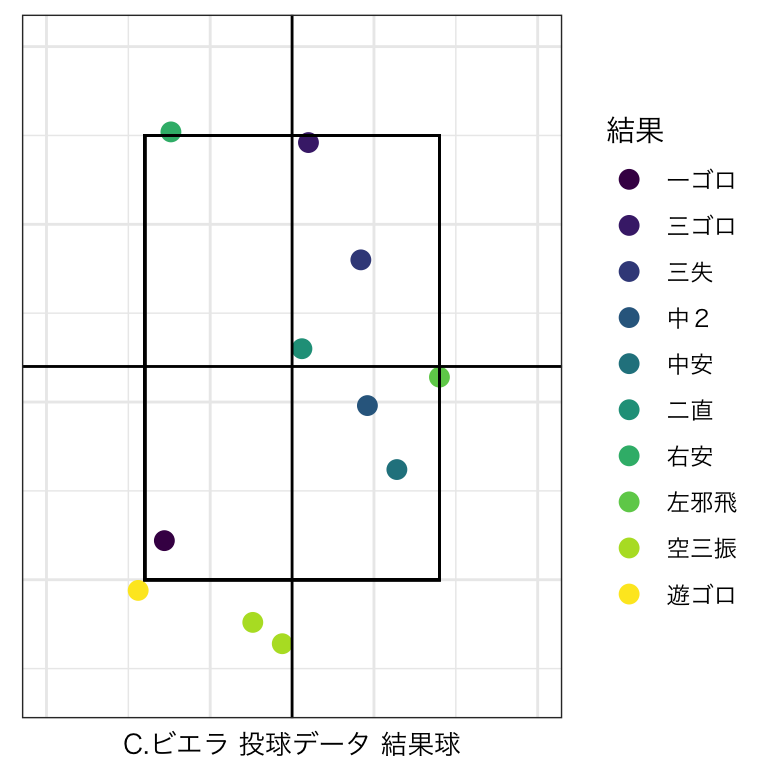 結果
一ゴロ
三ゴロ
三失
中２
中安
二直
右安
左邪飛
空三振
遊ゴロ
C.ビエラ 投球データ 結果球